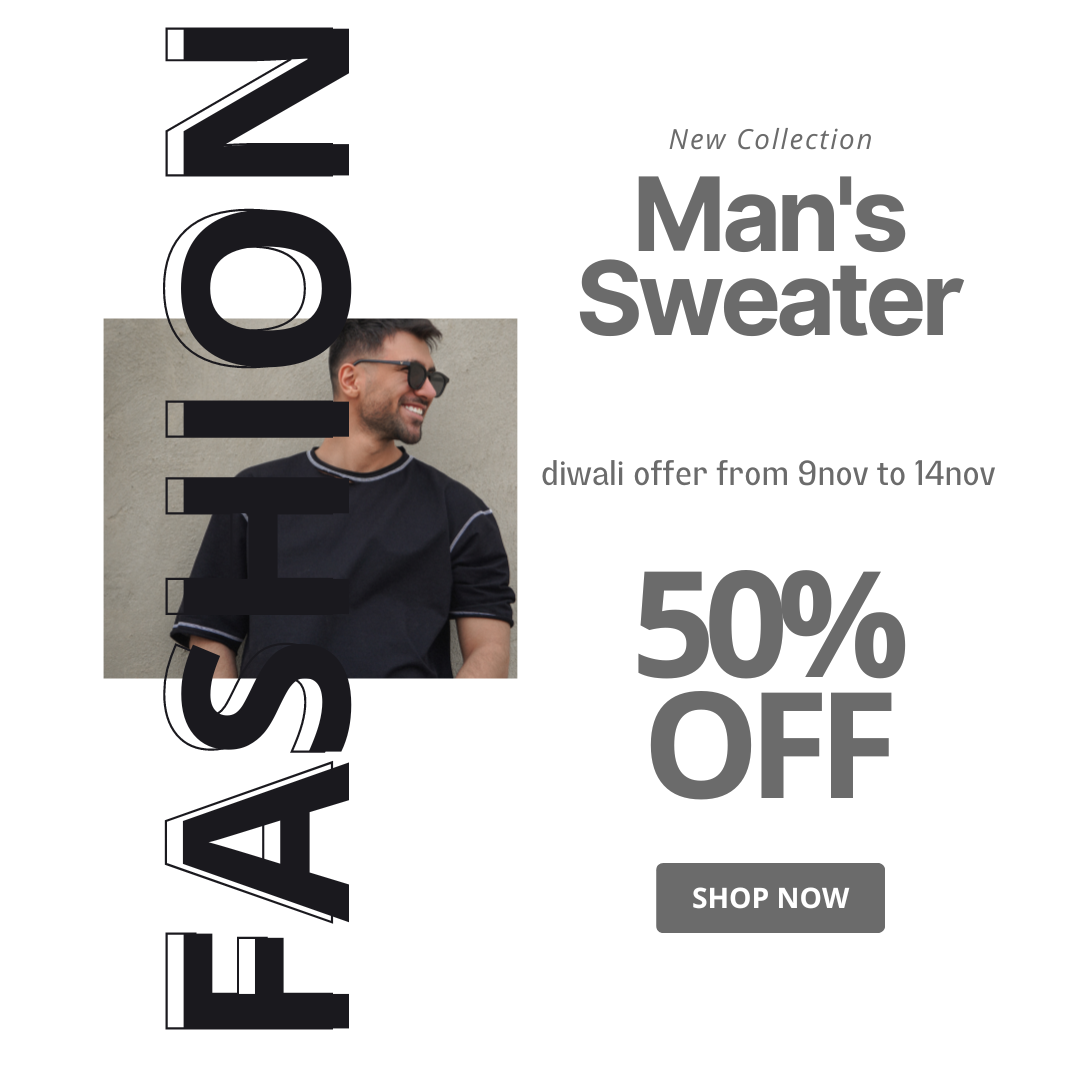 FASHION
New Collection
Man's
Sweater
diwali offer from 9nov to 14nov
50%
OFF
SHOP NOW